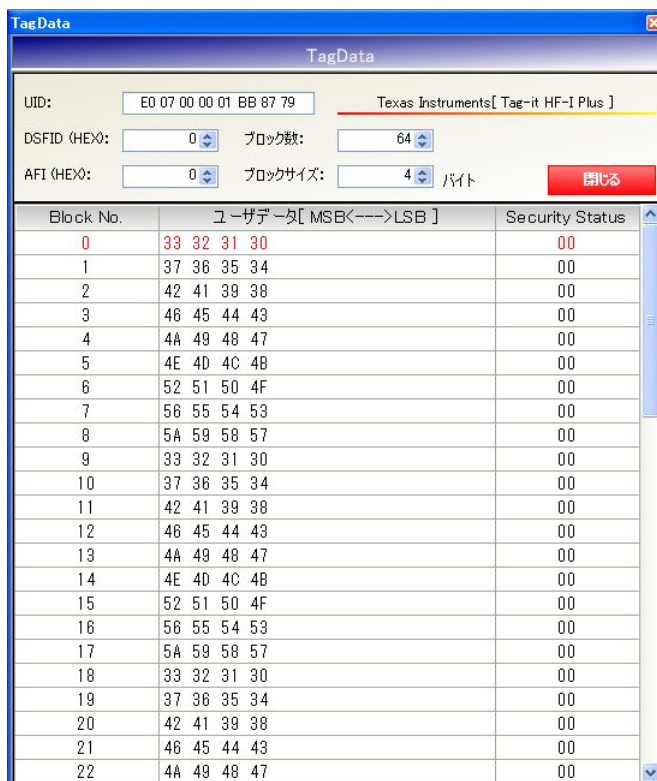 TagData
TagData
UID: E0 07 00 00 01 BB 87 79 Texas Instruments[ Tag-it HF-I Plus ]
DSFID (HEX): 0 ブロック数: 64
AFI (HEX): 0 ブロックサイズ: 4 バイト 閉じる
Block No. ユーザデータ[ MSB<--->LSB ] Security Status
0 33 32 31 30 00
1 37 36 35 34 00
2 42 41 39 38 00
3 46 45 44 43 00
4 4A 49 48 47 00
5 4E 4D 4C 4B 00
6 52 51 50 4F 00
7 56 55 54 53 00
8 5A 59 58 57 00
9 33 32 31 30 00
10 37 36 35 34 00
11 42 41 39 38 00
12 46 45 44 43 00
13 4A 49 48 47 00
14 4E 4D 4C 4B 00
15 52 51 50 4F 00
16 56 55 54 53 00
17 5A 59 58 57 00
18 33 32 31 30 00
19 37 36 35 34 00
20 42 41 39 38 00
21 46 45 44 43 00
22 4A 49 48 47 00